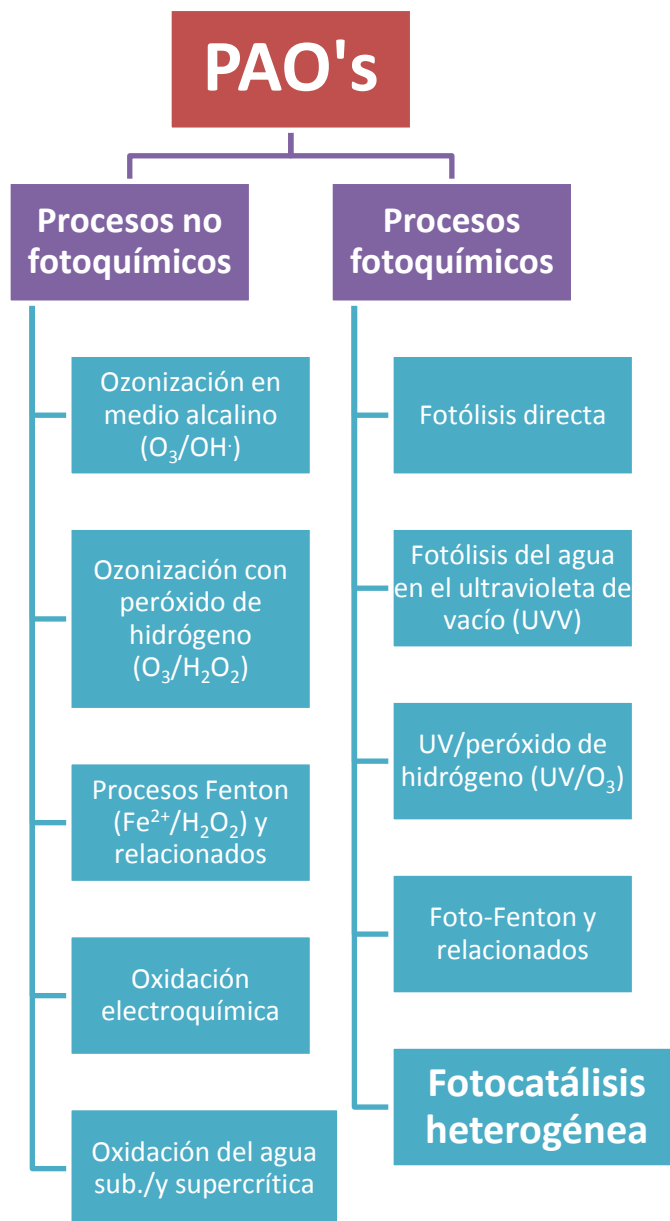 PAO's
Procesos no
fotoquímicos
Ozonización en
medio alcalino
(O₃/OH·)
Ozonización con
peróxido de
hidrógeno
(O₃/H₂O₂)
Procesos Fenton
(Fe²⁺/H₂O₂) y
relacionados
Oxidación
electroquímica
Oxidación del agua
sub./y supercrítica
Procesos
fotoquímicos
Fotólisis directa
Fotólisis del agua
en el ultravioleta de
vacío (UVV)
UV/peróxido de
hidrógeno (UV/O₃)
Foto-Fenton y
relacionados
Fotocatálisis
heterogénea